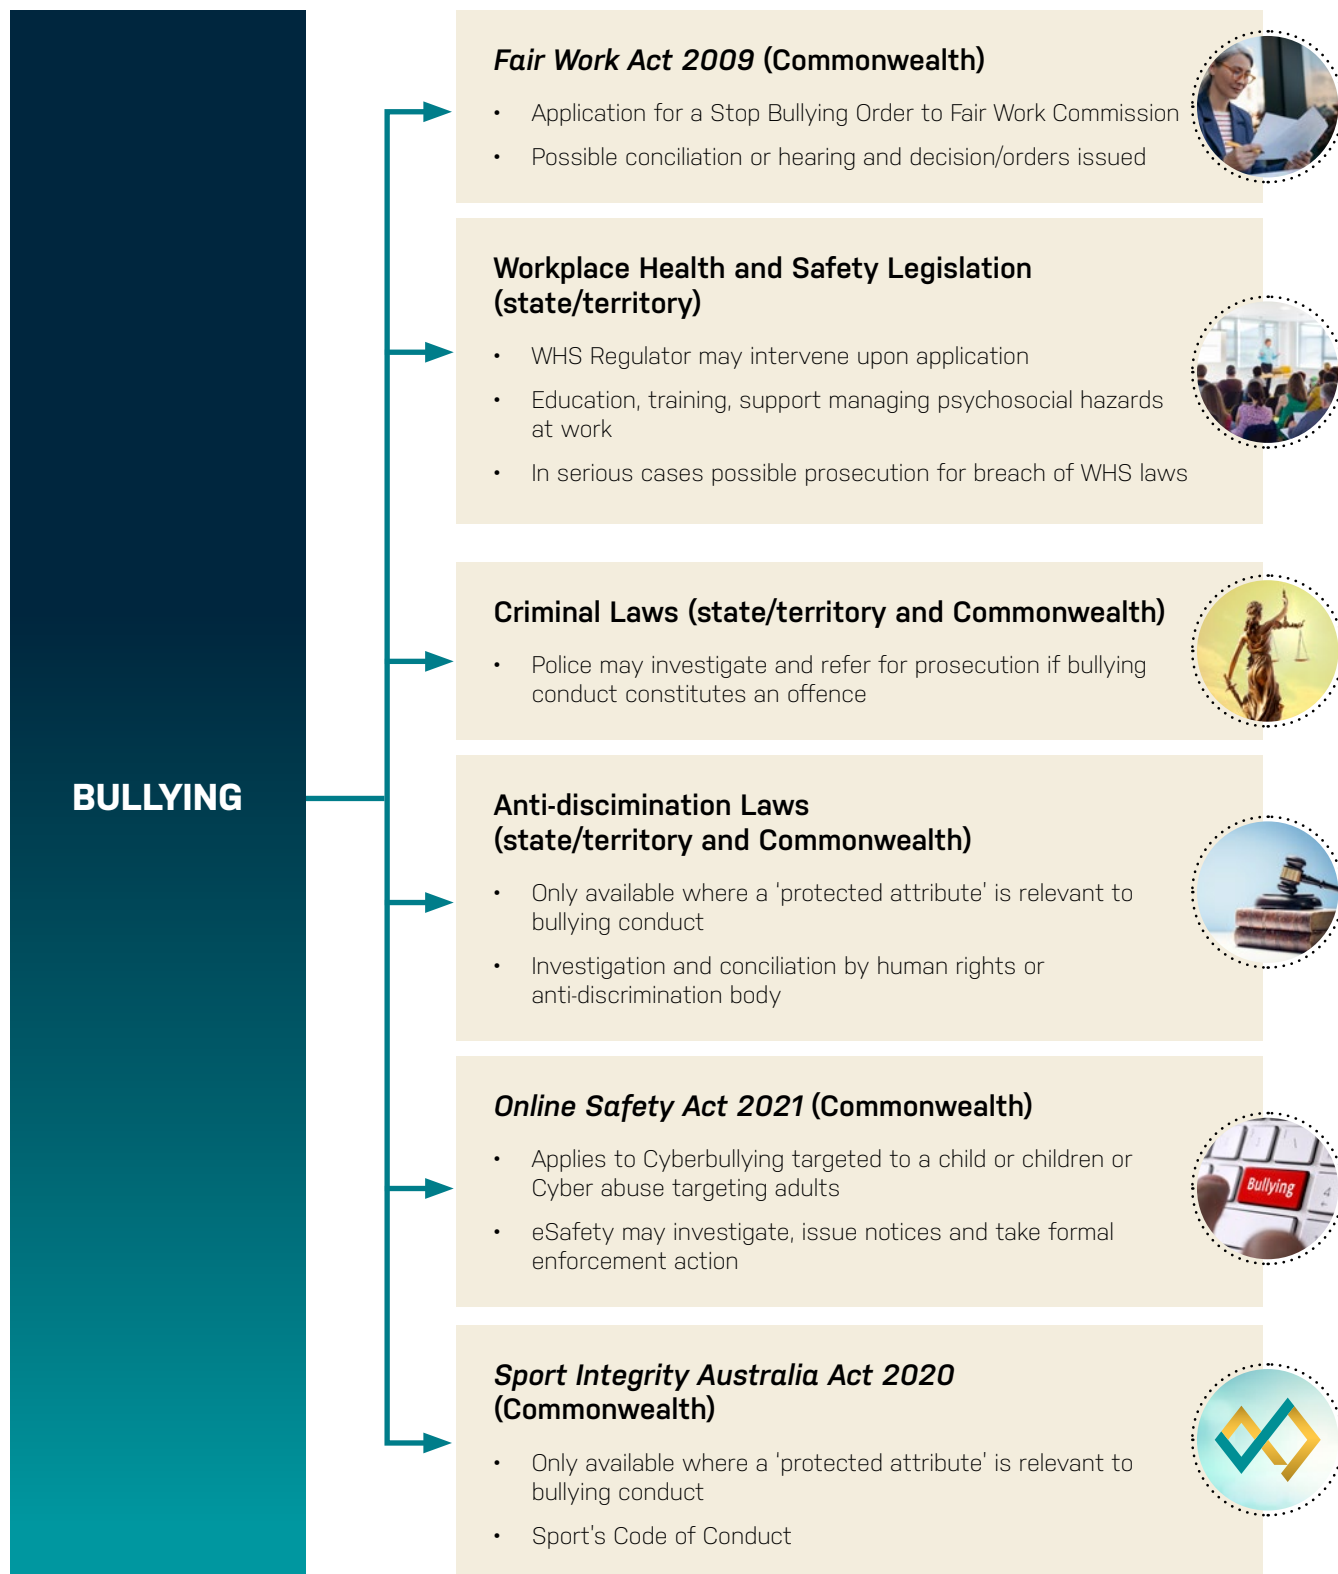 Fair Work Act 2009 (Commonwealth)
• Application for a Stop Bullying Order to Fair Work Commission
• Possible conciliation or hearing and decision/orders issued
Workplace Health and Safety Legislation
(state/territory)
• WHS Regulator may intervene upon application
• Education, training, support managing psychosocial hazards
at work
• In serious cases possible prosecution for breach of WHS laws
Criminal Laws (state/territory and Commonwealth)
• Police may investigate and refer for prosecution if bullying
conduct constitutes an offence
BULLYING
Anti-discimination Laws
(state/territory and Commonwealth)
• Only available where a 'protected attribute' is relevant to
bullying conduct
• Investigation and conciliation by human rights or
anti-discrimination body
Online Safety Act 2021 (Commonwealth)
• Applies to Cyberbullying targeted to a child or children or
Cyber abuse targeting adults
• eSafety may investigate, issue notices and take formal
enforcement action
Bullying
4
Sport Integrity Australia Act 2020
(Commonwealth)
• Only available where a 'protected attribute' is relevant to
bullying conduct
• Sport's Code of Conduct